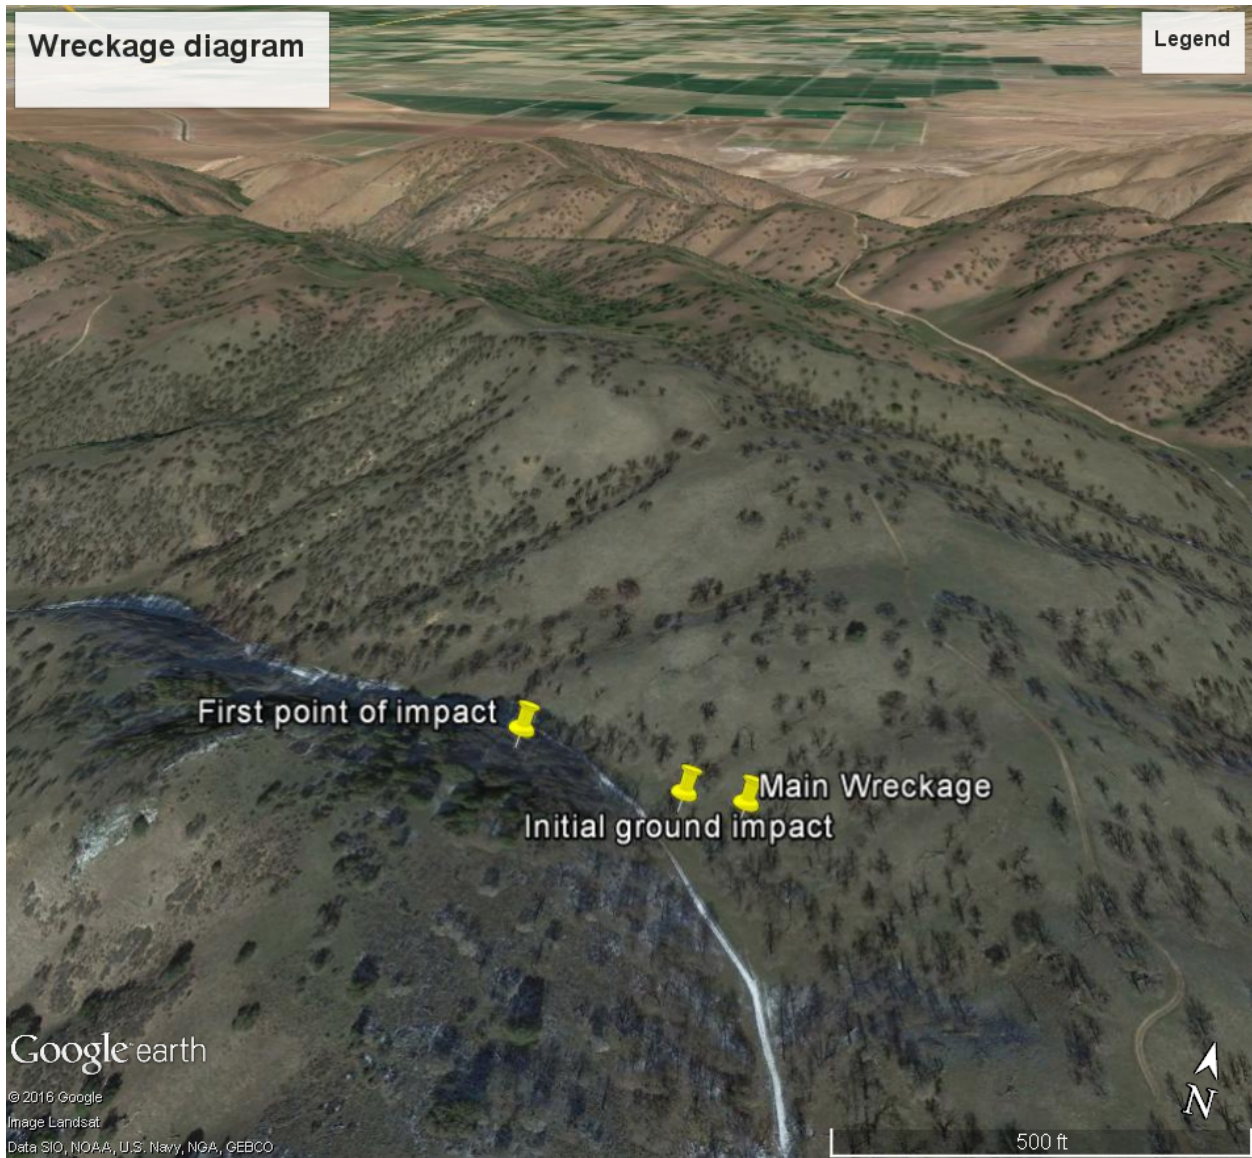 Wreckage diagram
Legend
First point of impact
Main Wreckage
Initial ground impact
Google earth
© 2016 Google
Image Landsat
Data SIO, NOAA, U.S. Navy, NGA, GEBCO
N
500 ft